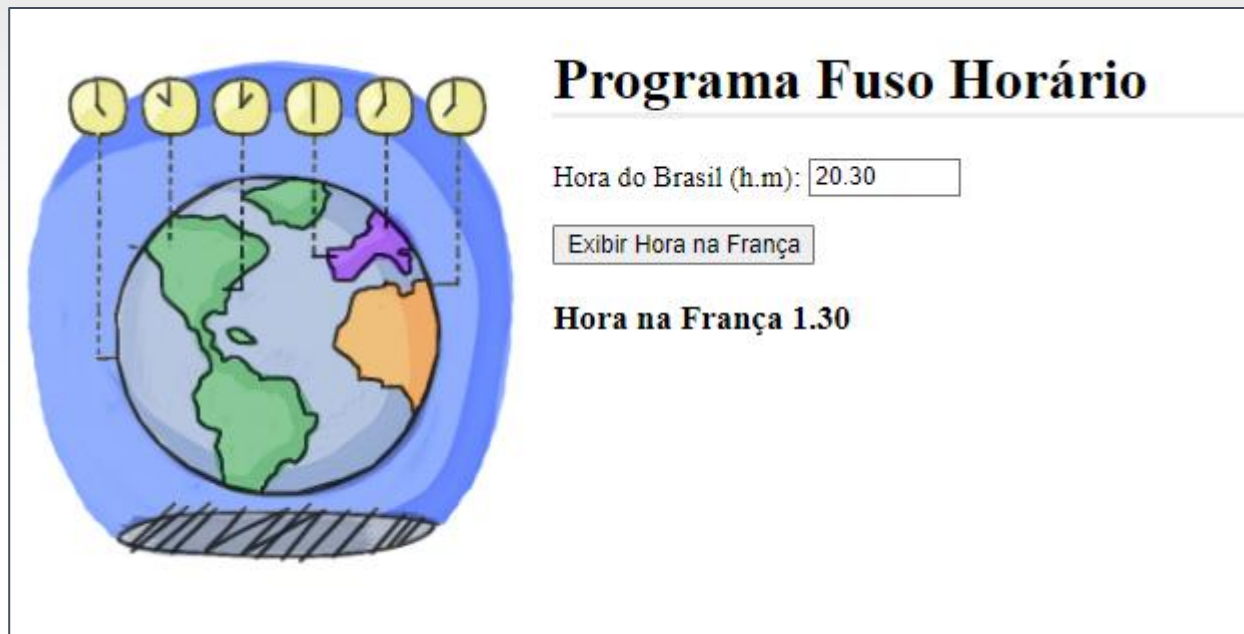 Programa Fuso Horário
Hora do Brasil (h.m): 20.30
Exibir Hora na França
Hora na França 1.30